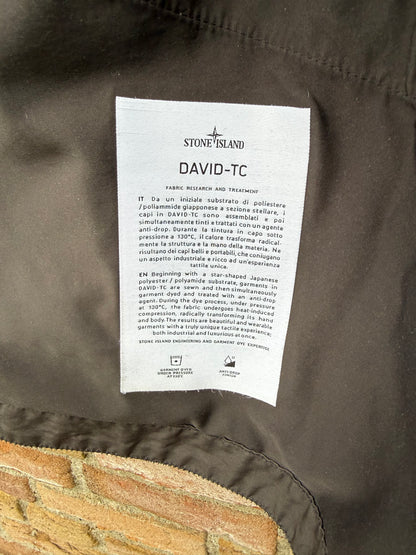 STONE ISLAND
DAVID-TC
FABRIC RESEARCH AND TREATMENT
IT Da un iniziale substrato di poliestere
/poliammide giapponese a sezione stellare, i
capi in DAVID-TC sono assemblati e poi
simultaneamente tinti e trattati con un agente
anti-drop. Durante la tintura in capo sotto
pressione a 130°C, il calore trasforma radical-
mente la struttura e la mano della materia. Ne
risultano dei capi belli e portabili, che coniugano
un aspetto industriale e ricco ad un'esperienza
tattile unica.
EN Beginning with a star-shaped Japanese
polyester / polyamide substrate, garments in
DAVID-TC are sewn and then simultaneously
garment dyed and treated with an anti-drop
agent. During the dye process, under pressure
at 130°C, the fabric undergoes heat-induced
compression, radically transforming its hand
and body. The results are beautiful and wearable
garments with a truly unique tactile experience;
both industrial and luxurious at once.
STONE ISLAND ENGINEERING AND GARMENT DYE EXPERTISE
GARMENT DYED
UNDER PRESSURE
AT 130°C
ANTI-DROP